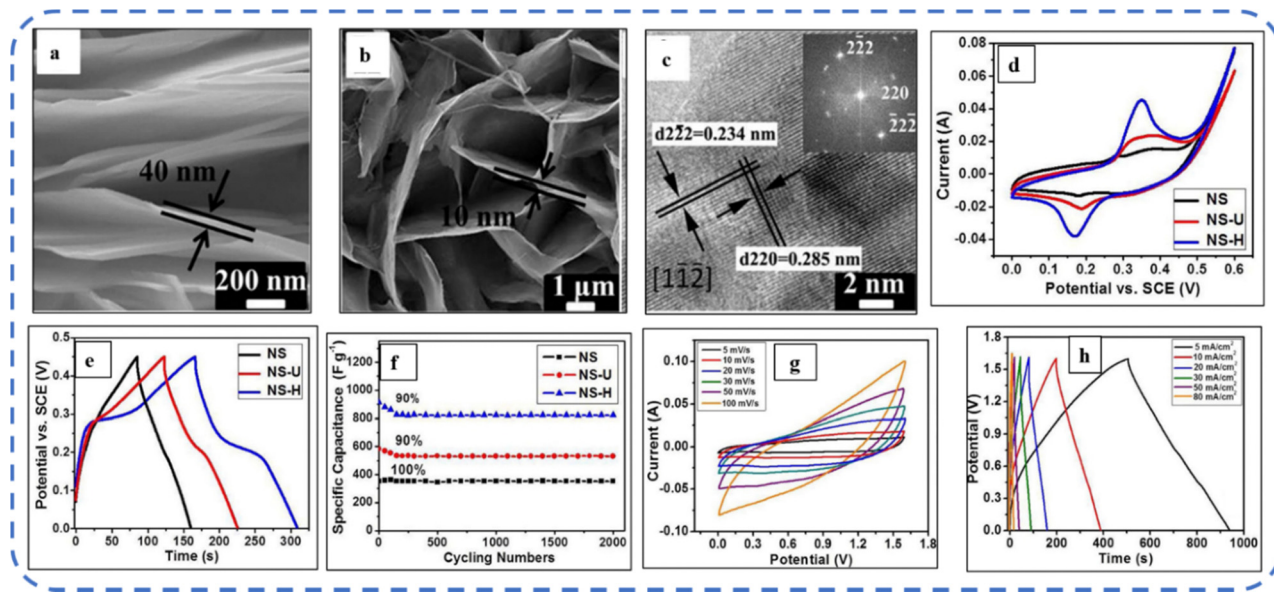 a
40 nm
200 nm
b
10 nm
1 μm
c
22̄2
220
2̄22̄
d22̄2=0.234 nm
d220=0.285 nm
[11̄2̄]
2 nm
d
Current (A)
0.08
0.06
0.04
0.02
0.00
-0.02
-0.04
NS
NS-U
NS-H
0.0 0.1 0.2 0.3 0.4 0.5 0.6
Potential vs. SCE (V)
e
Potential vs. SCE (V)
0.5
0.4
0.3
0.2
0.1
0.0
NS
NS-U
NS-H
0 50 100 150 200 250 300
Time (s)
f
Specific Capacitance (F g-1)
1200
1000
800
600
400
200
0
NS
NS-U
NS-H
90%
90%
100%
0 500 1000 1500 2000
Cycling Numbers
g
Current (A)
0.10
0.05
0.00
-0.05
-0.10
5 mV/s
10 mV/s
20 mV/s
30 mV/s
50 mV/s
100 mV/s
0.0 0.3 0.6 0.9 1.2 1.5 1.8
Potential (V)
h
Potential (V)
1.8
1.5
1.2
0.9
0.6
0.3
0.0
5 mA/cm2
10 mA/cm2
20 mA/cm2
30 mA/cm2
50 mA/cm2
80 mA/cm2
0 200 400 600 800 1000
Time (s)